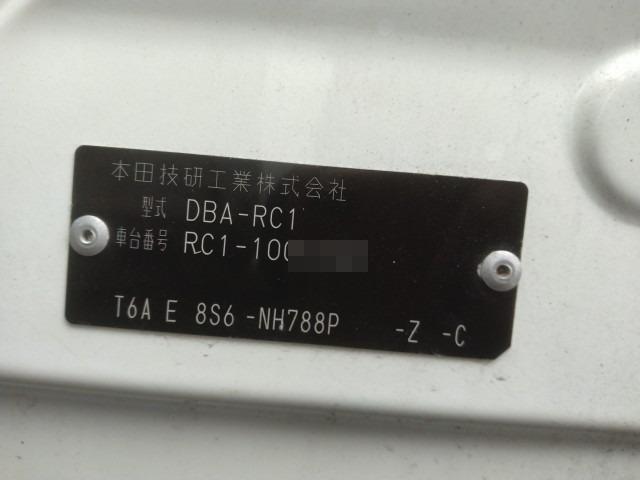 本田技研工業株式会社
型式 DBA-RC1
車台番号 RC1-100
T6A E 8S6 -NH788P -Z -C